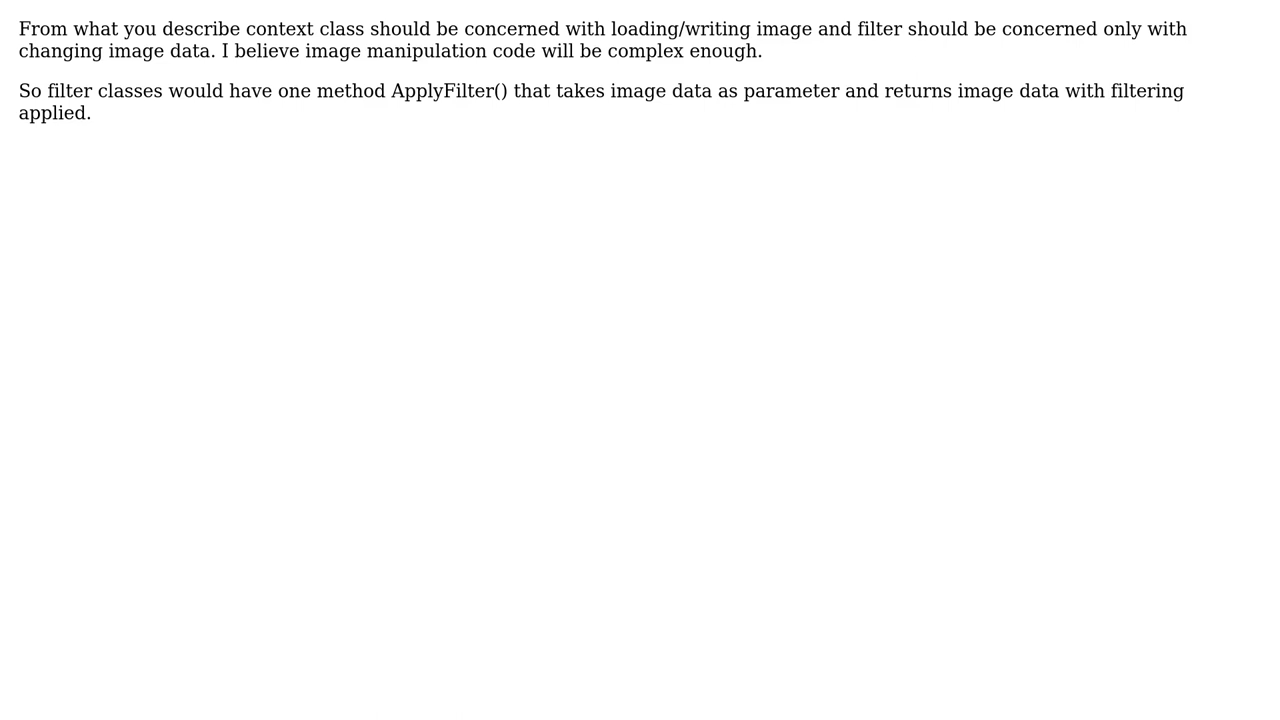 From what you describe context class should be concerned with loading/writing image and filter should be concerned only with
changing image data. I believe image manipulation code will be complex enough.
So filter classes would have one method ApplyFilter() that takes image data as parameter and returns image data with filtering
applied.